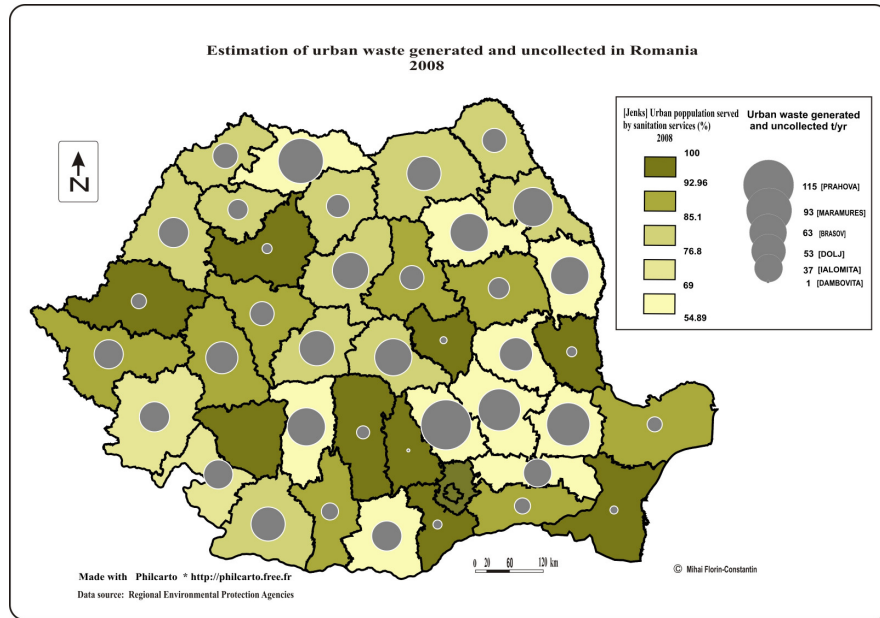 Estimation of urban waste generated and uncollected in Romania
2008
N
[Jenks] Urban poppulation served
by sanitation services (%)
2008
100
92.96
85.1
76.8
69
54.89
Urban waste generated
and uncollected t/yr
115 [PRAHOVA]
93 [MARAMURES]
63 [BRASOV]
53 [DOLJ]
37 [IALOMITA]
1 [DAMBOVITA]
0 20 60 120 km
Made with Philcarto * http://philcarto.free.fr
Data source: Regional Environmental Protection Agencies
© Mihai Florin-Constantin